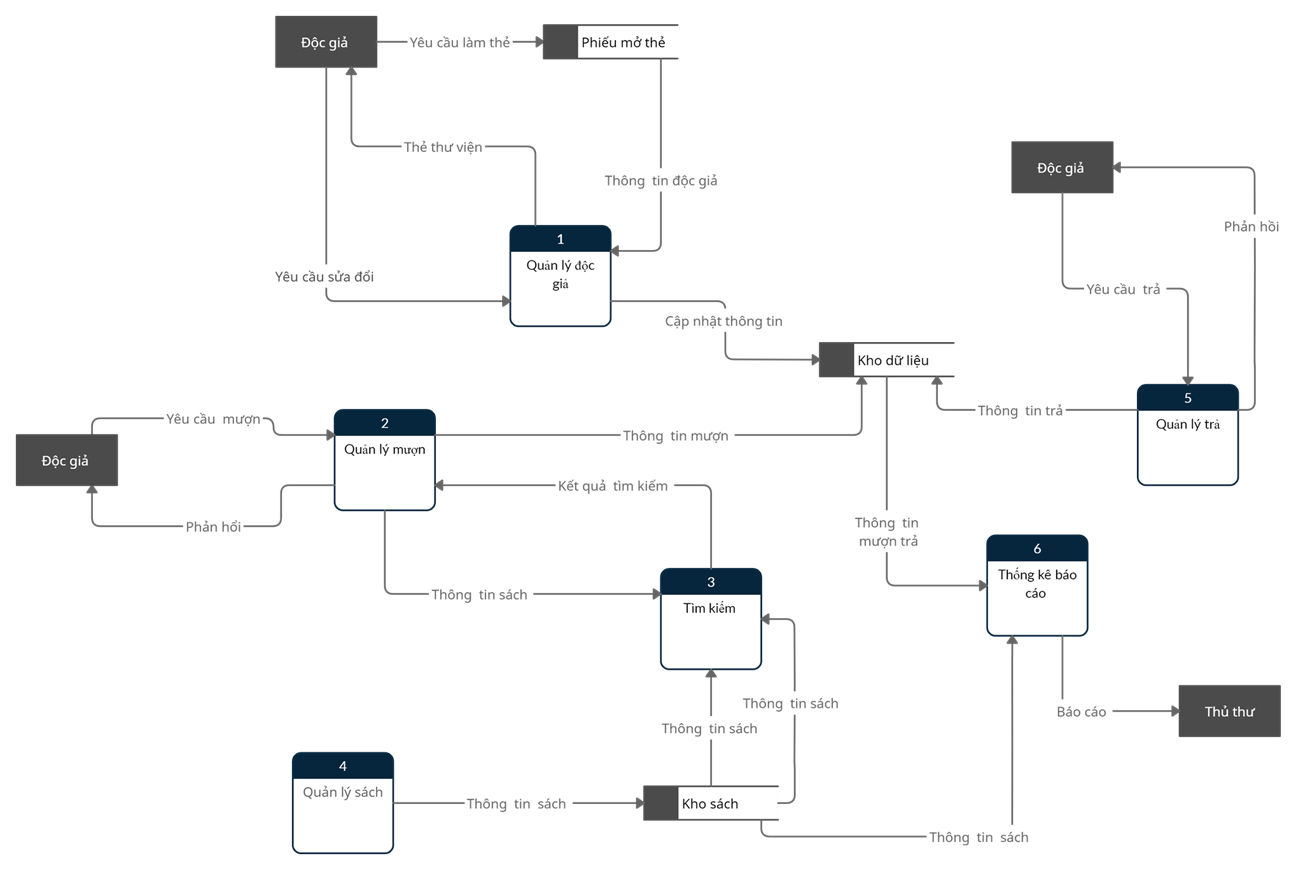 Độc giả
Yêu cầu làm thẻ
Phiếu mở thẻ
Thẻ thư viện
Thông tin độc giả
Độc giả
Phản hồi
1
Quản lý độc
giả
Yêu cầu sửa đổi
Yêu cầu trả
Cập nhật thông tin
Kho dữ liệu
5
Quản lý trả
Thông tin trả
Yêu cầu mượn
2
Quản lý mượn
Thông tin mượn
Độc giả
Kết quả tìm kiếm
Phản hổi
Thông tin
mượn trả
6
Thống kê báo
cáo
3
Tìm kiếm
Thông tin sách
Thông tin sách
Thông tin sách
Báo cáo
Thủ thư
4
Quản lý sách
Thông tin sách
Kho sách
Thông tin sách